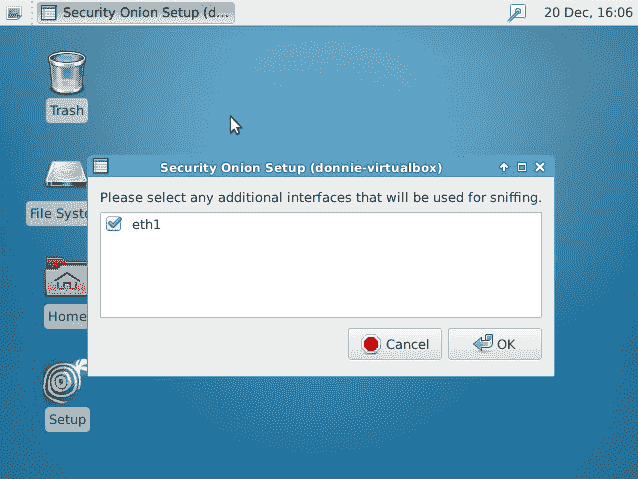 Security Onion Setup (d...
20 Dec, 16:06
Trash
Security Onion Setup (donnie-virtualbox)
Please select any additional interfaces that will be used for sniffing.
File Syste
eth1
Home
Cancel
OK
Setup